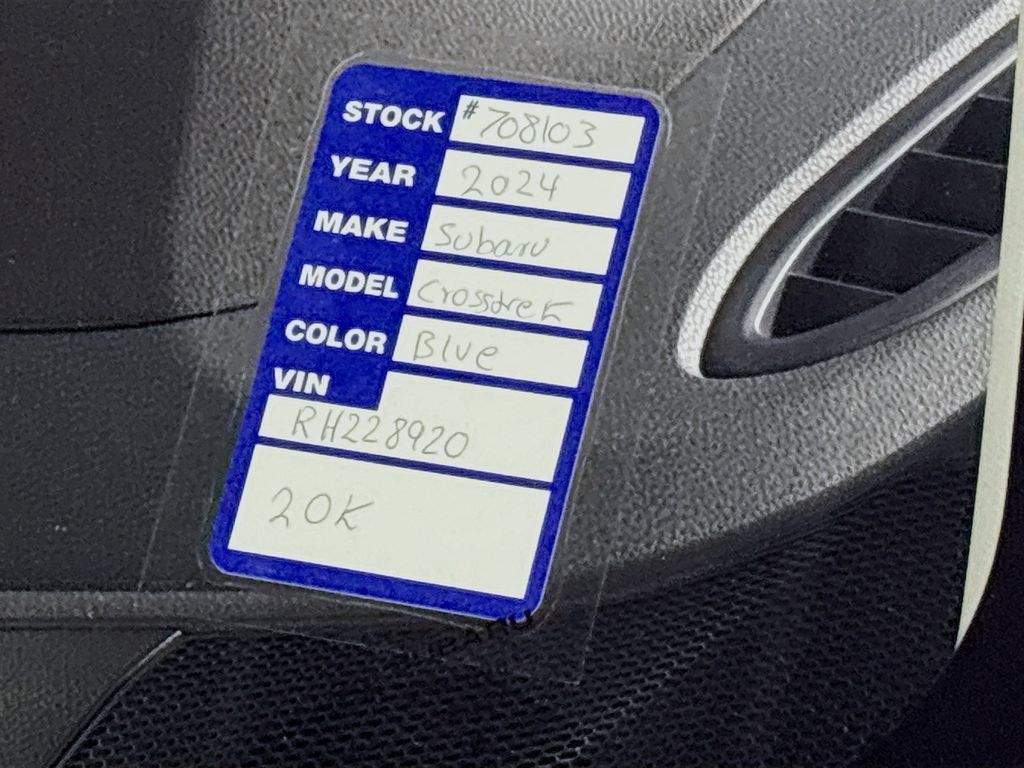 STOCK #708103
YEAR 2024
MAKE Subaru
MODEL Crosstrek
COLOR Blue
VIN
RH228920
20K